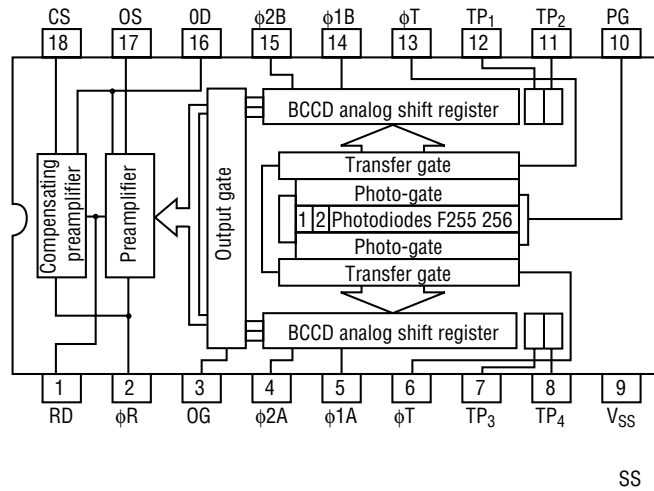 CS OS 0D ϕ2B ϕ1B ϕT TP1 TP2 PG
18 17 16 15 14 13 12 11 10
BCCD analog shift register
Transfer gate
Photo-gate
1 2 Photodiodes F255 256
Photo-gate
Transfer gate
BCCD analog shift register
Compensating
preamplifier
Preamplifier
Output gate
1 2 3 4 5 6 7 8 9
RD ϕR OG ϕ2A ϕ1A ϕT TP3 TP4 VSS
SS